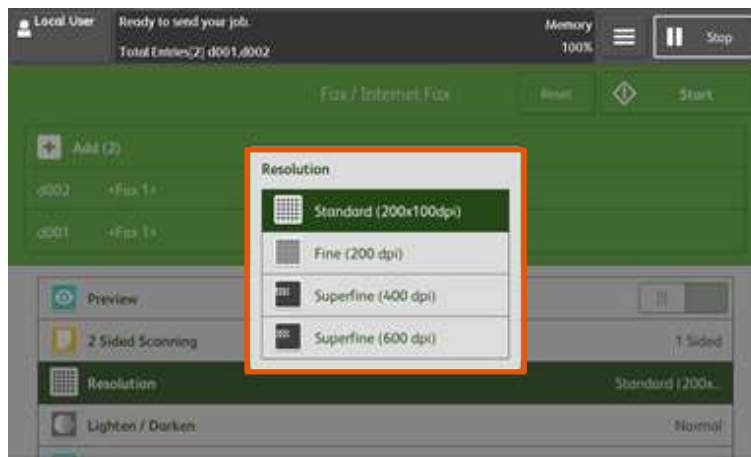 Local User
Ready to send your job.
Total Entries[2] d001,d002
Memory
100%
Stop
Fax / Internet Fax
Reset
Start
Add (2)
d002 <Fax 1>
d001 <Fax 1>
Resolution
Standard (200x100dpi)
Fine (200 dpi)
Superfine (400 dpi)
Superfine (600 dpi)
Preview
2 Sided Scanning
1 Sided
Resolution
Standard (200x...
Lighten / Darken
Normal